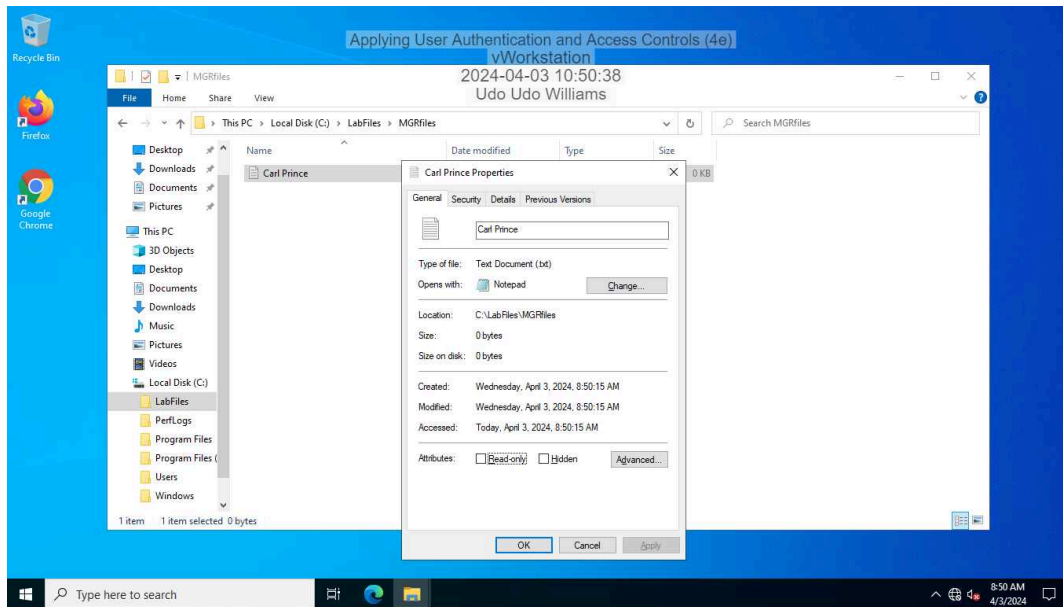 Recycle Bin
Firefox
Google
Chrome
Applying User Authentication and Access Controls (4e)
vWorkstation
2024-04-03 10:50:38
Udo Udo Williams
MGRfiles
File Home Share View
This PC > Local Disk (C:) > LabFiles > MGRfiles
Search MGRfiles
Desktop
Downloads
Documents
Pictures
This PC
3D Objects
Desktop
Documents
Downloads
Music
Pictures
Videos
Local Disk (C:)
LabFiles
PerfLogs
Program Files
Program Files (
Users
Windows
Name Date modified Type Size
Carl Prince 0 KB
1 item 1 item selected 0 bytes
Carl Prince Properties
General Security Details Previous Versions
Carl Prince
Type of file: Text Document (.txt)
Opens with: Notepad Change...
Location: C:\LabFiles\MGRfiles
Size: 0 bytes
Size on disk: 0 bytes
Created: Wednesday, April 3, 2024, 8:50:15 AM
Modified: Wednesday, April 3, 2024, 8:50:15 AM
Accessed: Today, April 3, 2024, 8:50:15 AM
Attributes: Read-only Hidden Advanced...
OK Cancel Apply
Type here to search
8:50 AM
4/3/2024